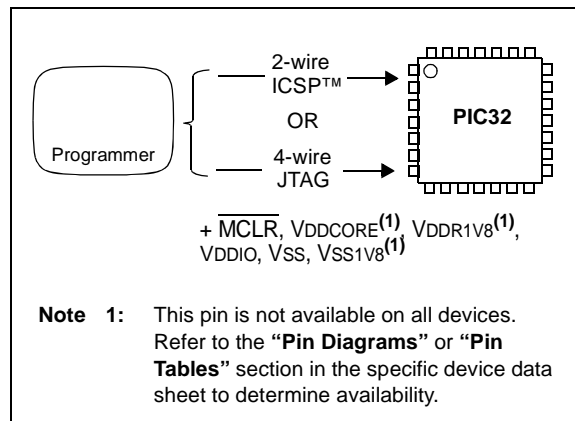 2-wire
ICSP™
OR
4-wire
JTAG
Programmer
PIC32
+ MCLR, VDDCORE(1), VDDR1V8(1),
VDDIO, VSS, VSS1V8(1)
Note 1: This pin is not available on all devices.
Refer to the “Pin Diagrams” or “Pin
Tables” section in the specific device data
sheet to determine availability.